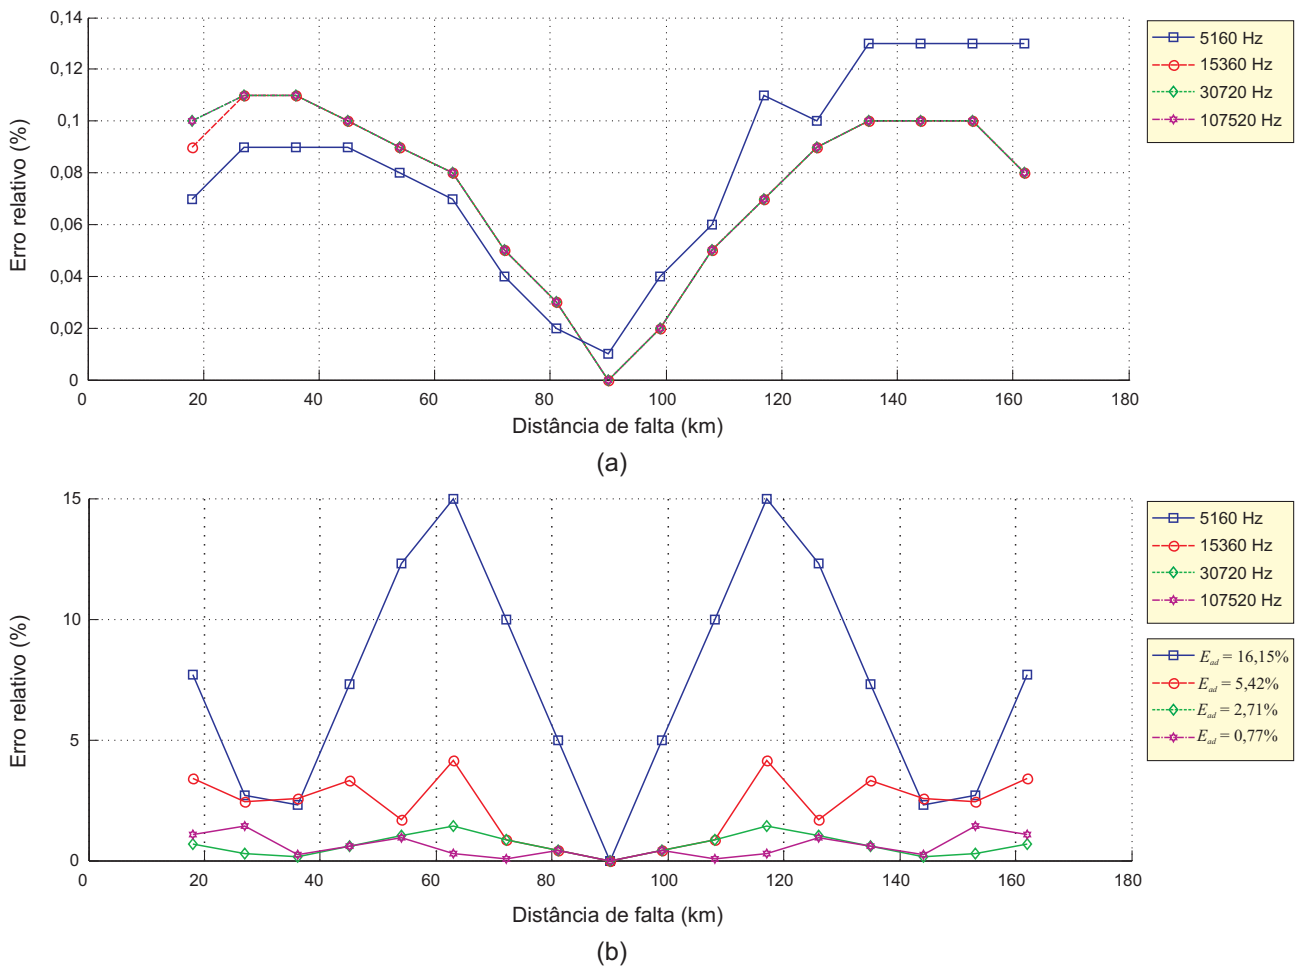 0,14
0,12
0,1
0,08
0,06
0,04
0,02
0
Erro relativo (%)
0 20 40 60 80 100 120 140 160 180
Distância de falta (km)
(a)
5160 Hz
15360 Hz
30720 Hz
107520 Hz
15
10
5
0
Erro relativo (%)
0 20 40 60 80 100 120 140 160 180
Distância de falta (km)
(b)
5160 Hz
15360 Hz
30720 Hz
107520 Hz
E_ad = 16,15%
E_ad = 5,42%
E_ad = 2,71%
E_ad = 0,77%